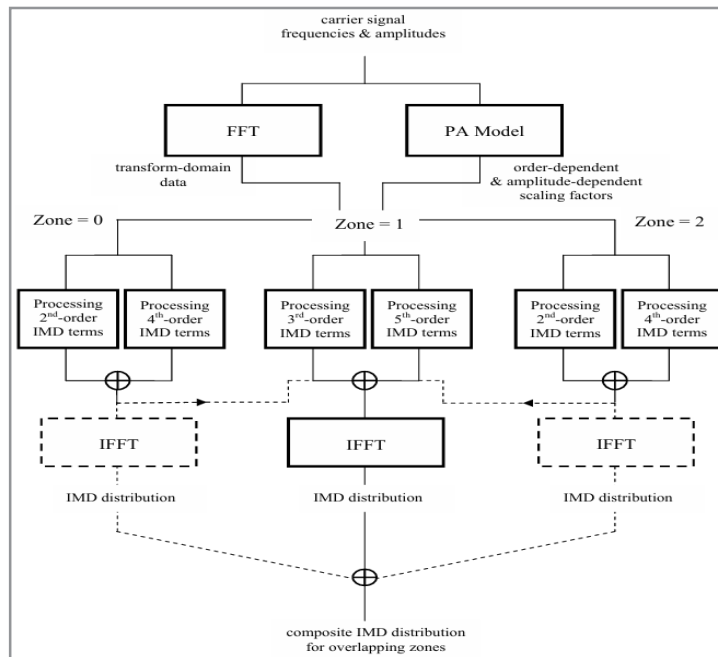 carrier signal
frequencies & amplitudes
FFT
PA Model
transform-domain
data
order-dependent
& amplitude-dependent
scaling factors
Zone = 0
Zone = 1
Zone = 2
Processing
2nd-order
IMD terms
Processing
4th-order
IMD terms
Processing
3rd-order
IMD terms
Processing
5th-order
IMD terms
Processing
2nd-order
IMD terms
Processing
4th-order
IMD terms
IFFT
IFFT
IFFT
IMD distribution
IMD distribution
IMD distribution
composite IMD distribution
for overlapping zones